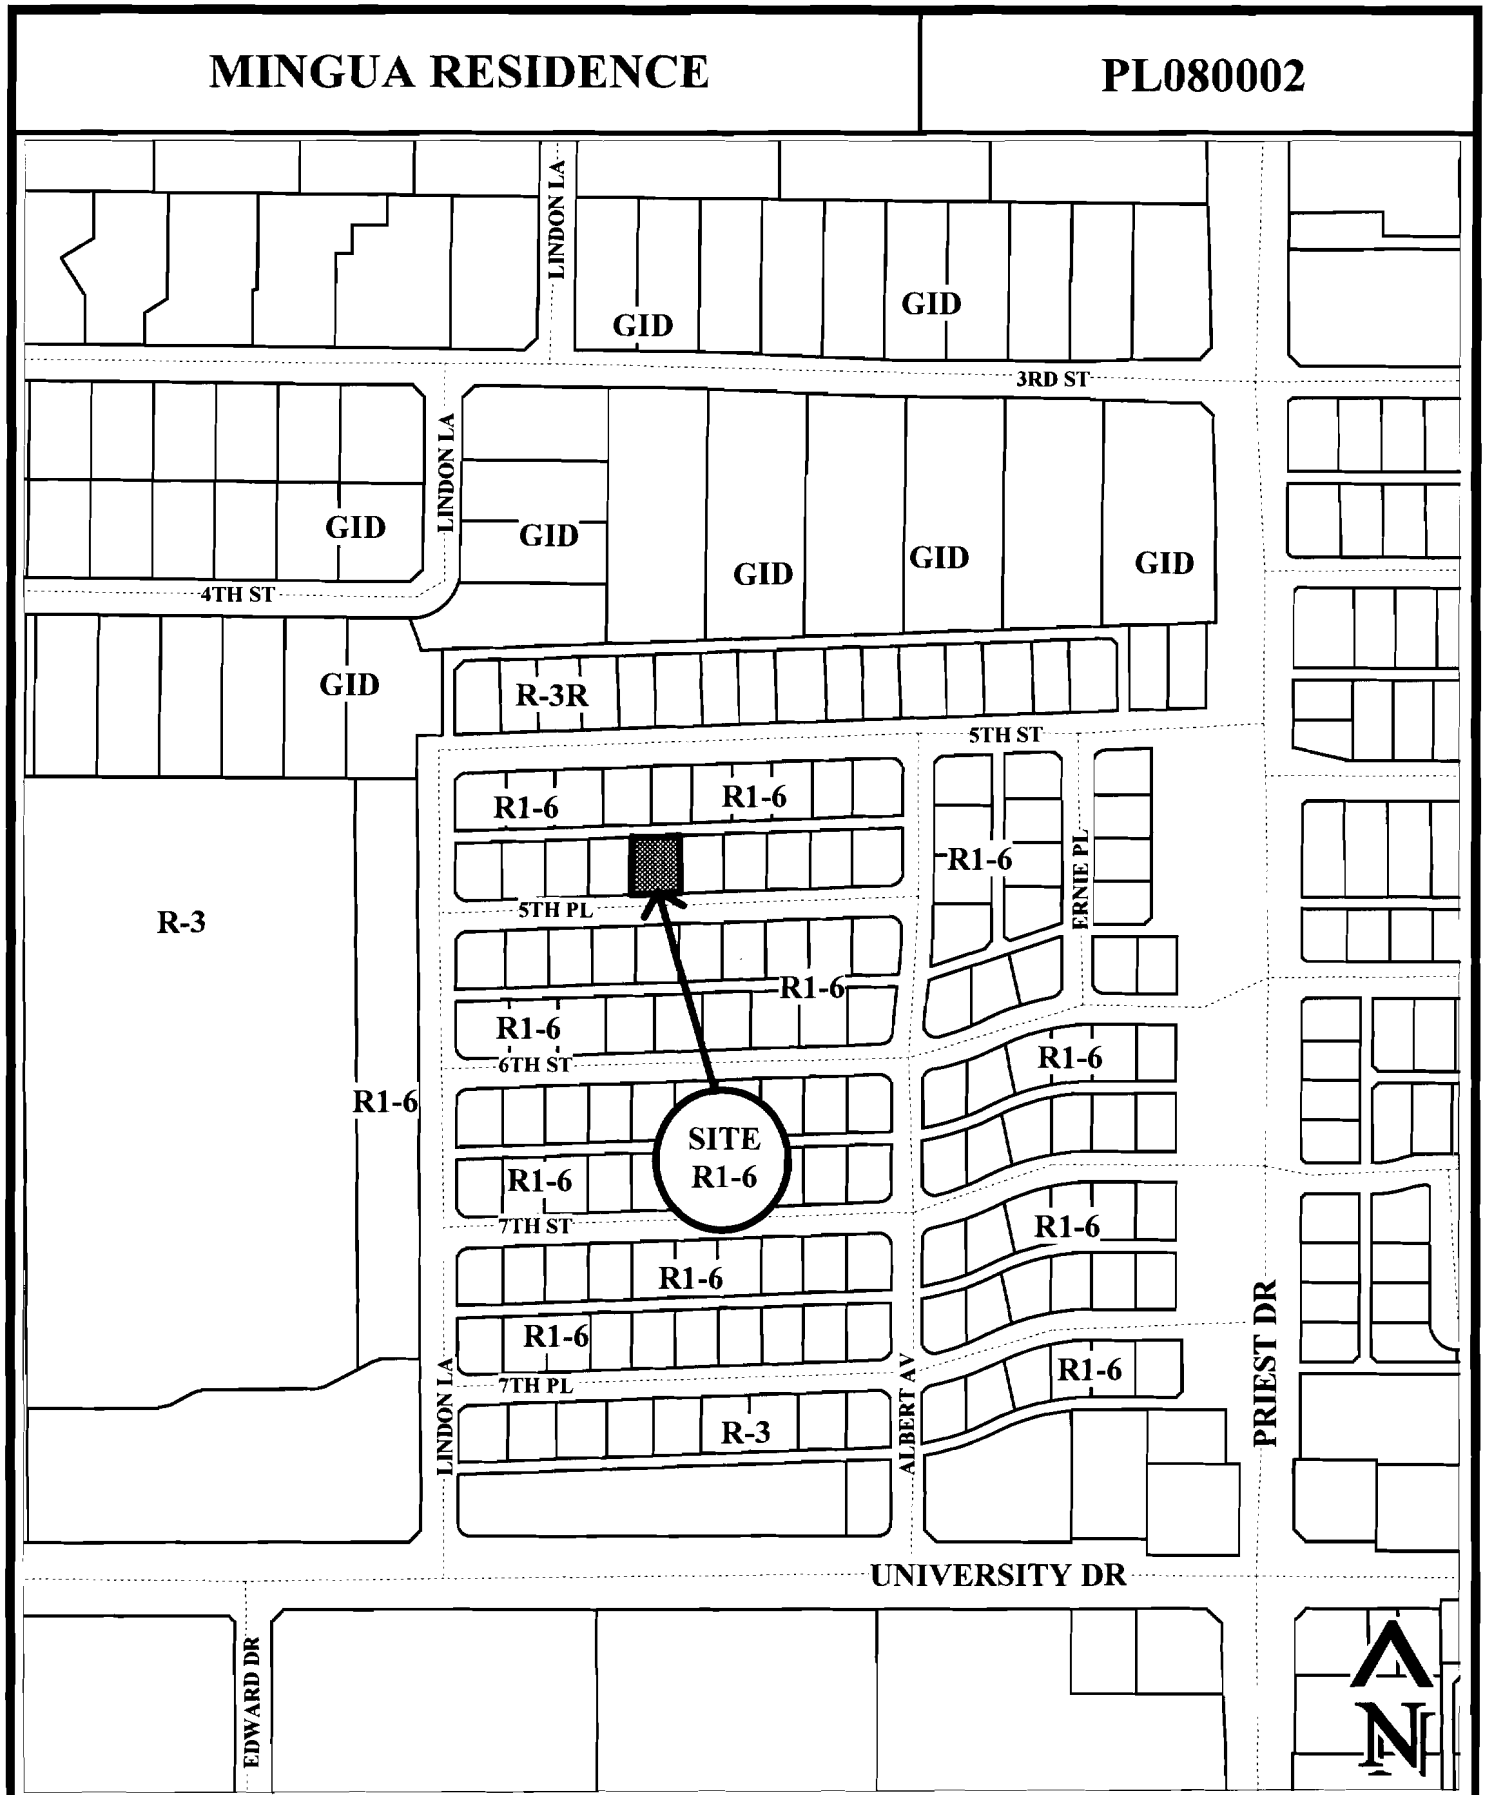 MINGUA RESIDENCE
PL080002
LINDON LA
GID
GID
3RD ST
LINDON LA
GID
GID
GID
GID
GID
4TH ST
GID
R-3R
5TH ST
R1-6
R1-6
R1-6
ERNIE PL
R-3
5TH PL
R1-6
R1-6
6TH ST
R1-6
R1-6
SITE
R1-6
R1-6
7TH ST
R1-6
R1-6
R1-6
7TH PL
R1-6
LINDON LA
ALBERT AV
PRIEST DR
R-3
UNIVERSITY DR
EDWARD DR
N